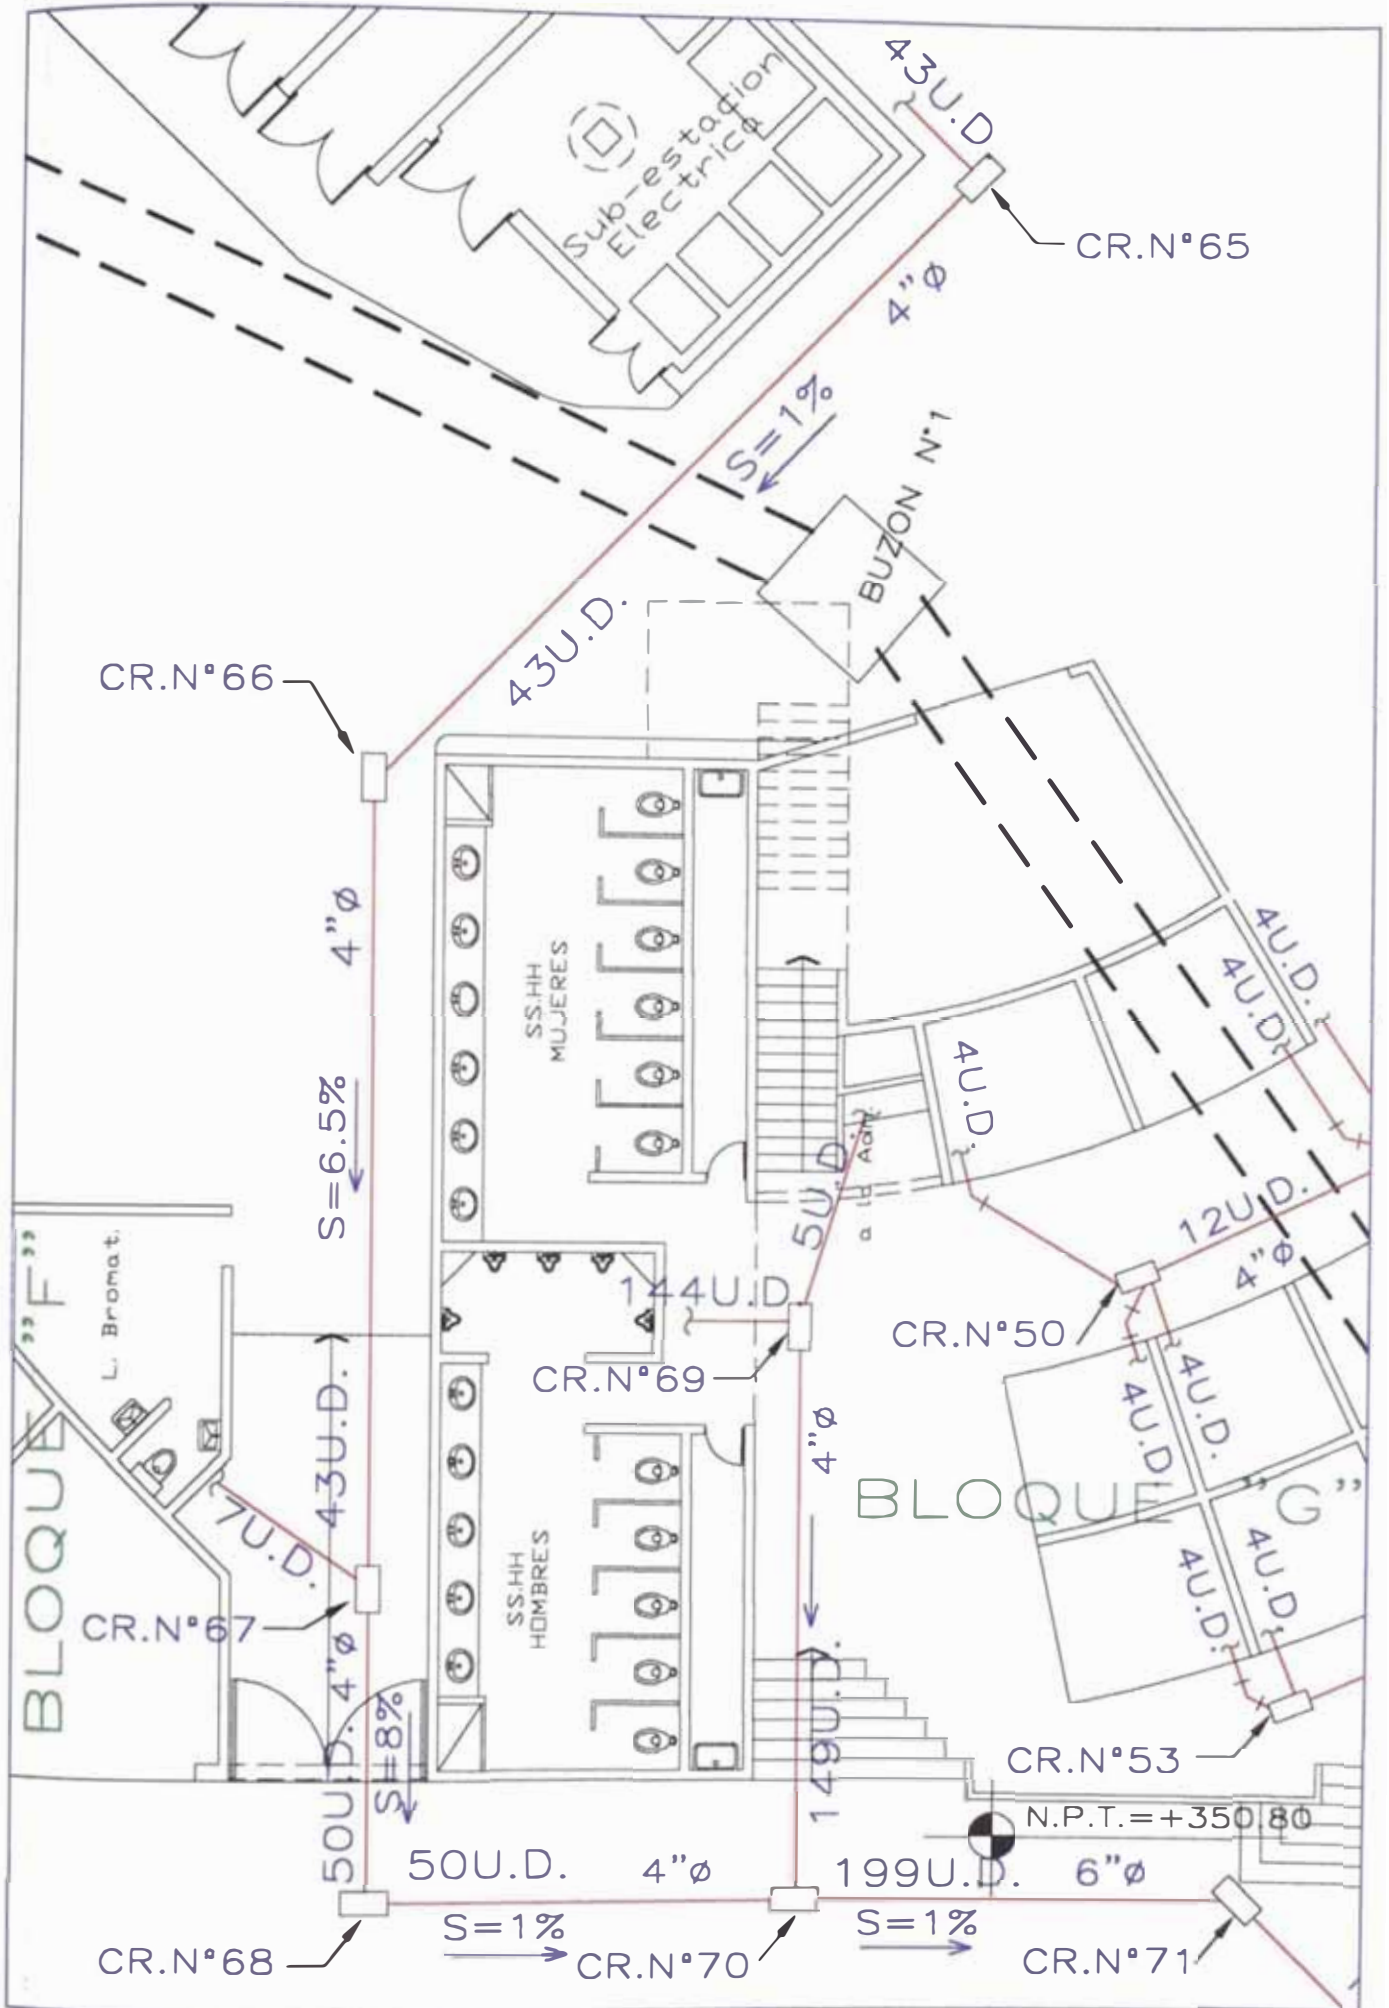 43U.D
Sub-estacion
Electrica
CR.N°65
4"ø
S=1%
BUZON N°1
43U.D.
CR.N°66
4"ø
SS.HH
MUJERES
4U.D.
4U.D
4U.D.
S=6.5%
5U.D.
a la Adm.
12U.D.
4"ø
L. Bromat.
144U.D
CR.N°50
CR.N°69
4U.D
4U.D.
4"ø
43U.D.
BLOQUE "F"
BLOQUE "G"
7U.D.
SS.HH
HOMBRES
4U.D.
4U.D.
CR.N°67
4"ø
50U.D.
S=8%
149U.D.
CR.N°53
N.P.T.=+350.80
50U.D.
4"ø
199U.D.
6"ø
S=1%
S=1%
CR.N°68
CR.N°70
CR.N°71